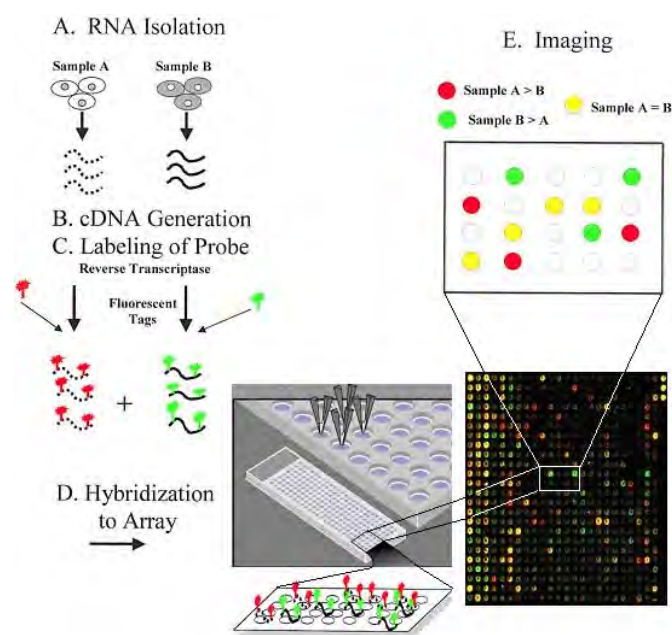 A. RNA Isolation
Sample A
Sample B
B. cDNA Generation
C. Labeling of Probe
Reverse Transcriptase
Fluorescent
Tags
+
D. Hybridization
to Array
E. Imaging
Sample A > B
Sample B > A
Sample A = B